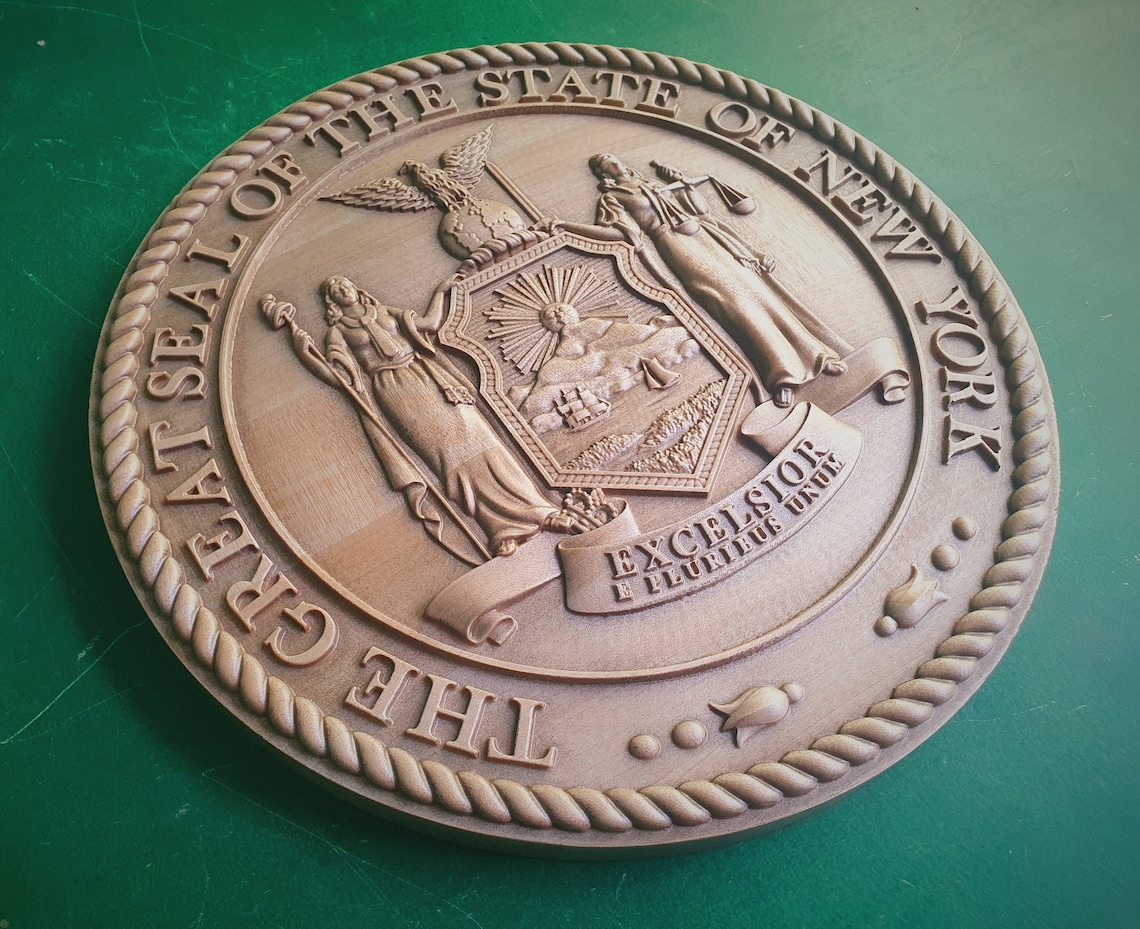 THE GREAT SEAL OF THE STATE OF NEW YORK
EXCELSIOR
E PLURIBUS UNUM